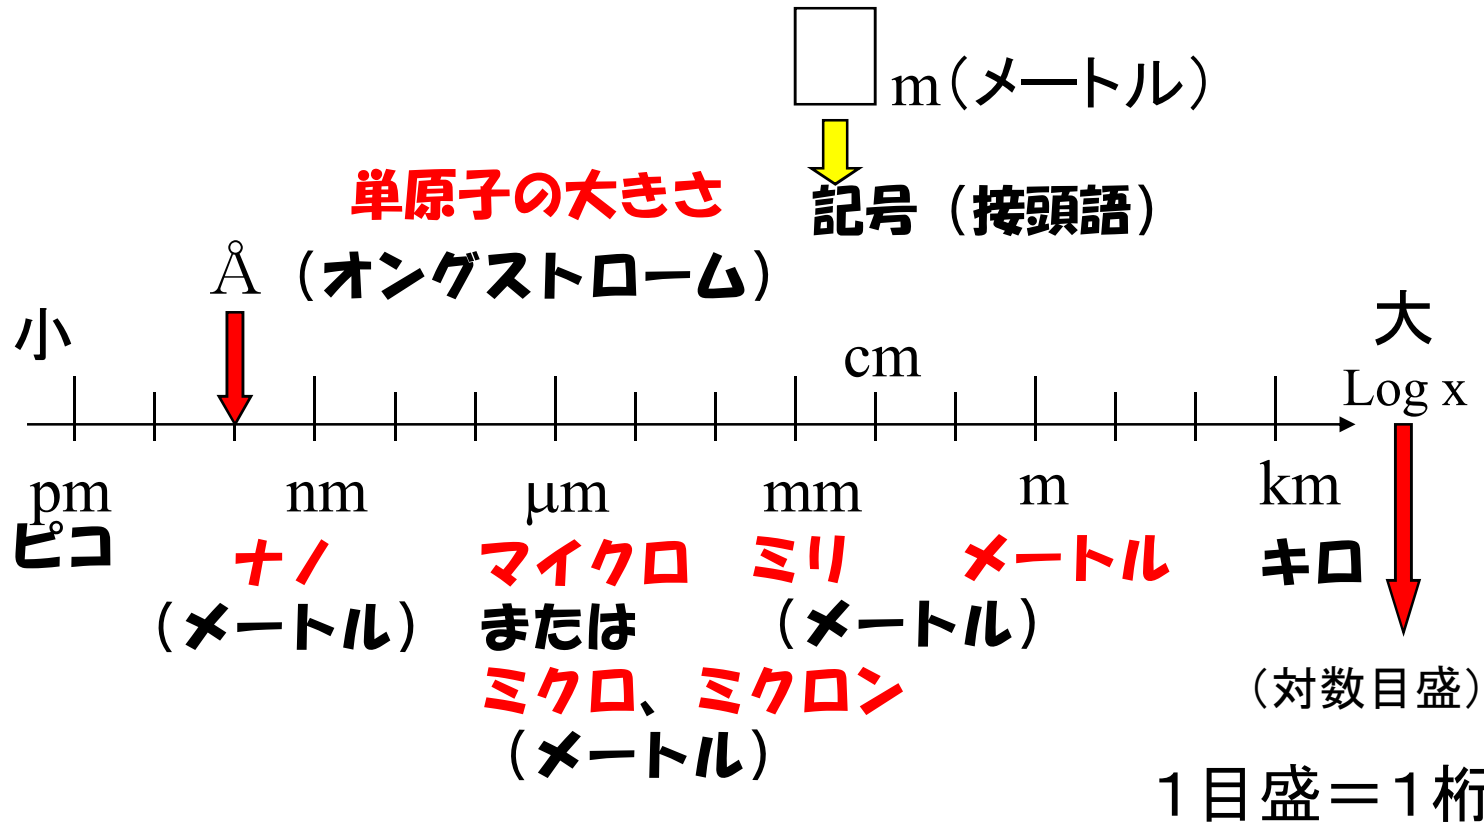 m（メートル）
記号（接頭語）
単原子の大きさ
Å（オングストローム）
小
大
cm
Log x
pm nm μm mm m km
ピコ ナノ マイクロ ミリ メートル キロ
（メートル） または （メートル）
ミクロ、ミクロン
（メートル）
（対数目盛）
１目盛＝１桁